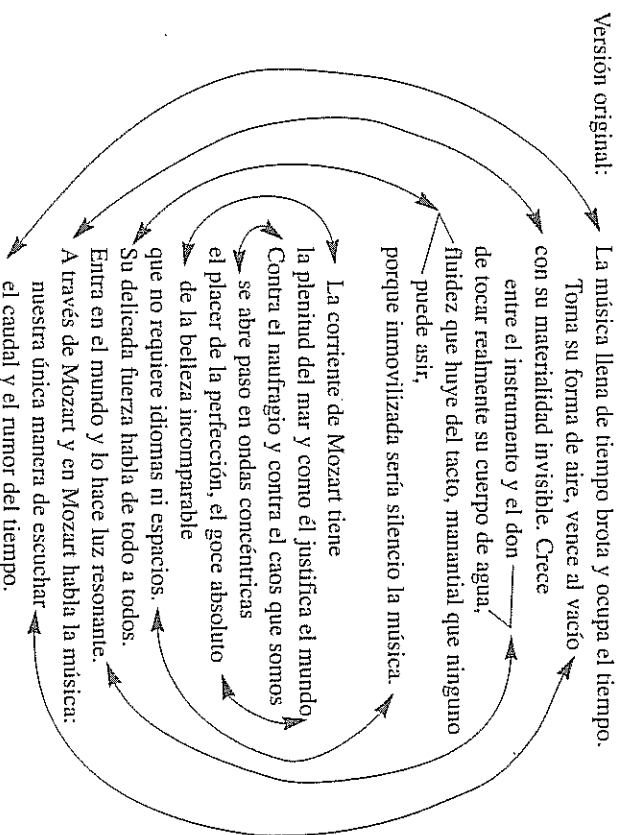 Versión original:
La música llena de tiempo brota y ocupa el tiempo.
Toma su forma de aire, vence al vacío
con su materialidad invisible. Crece
entre el instrumento y el don
de tocar realmente su cuerpo de agua,
fluidez que huye del tacto, manantial que ninguno
puede asir,
porque inmovilizada sería silencio la música.
La corriente de Mozart tiene
la plenitud del mar y como él justifica el mundo
Contra el naufragio y contra el caos que somos
se abre paso en ondas concéntricas
el placer de la perfección, el goce absoluto
de la belleza incomparable
que no requiere idiomas ni espacios.
Su delicada fuerza habla de todo a todos.
Entra en el mundo y lo hace luz resonante.
A través de Mozart y en Mozart habla la música:
nuestra única manera de escuchar
el caudal y el rumor del tiempo.